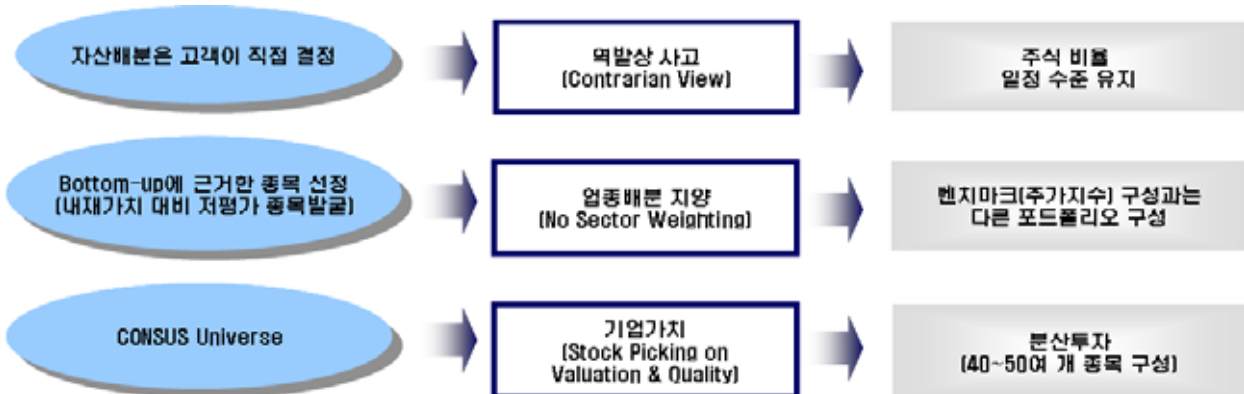 자산배분은 고객이 직접 결정
역발상 사고
(Contrarian View)
주식 비율
일정 수준 유지
Bottom-up에 근거한 종목 선정
(내재가치 대비 저평가 종목발굴)
업종배분 지양
(No Sector Weighting)
벤치마크(주가지수) 구성과는
다른 포드폴리오 구성
CONSUS Universe
기업가치
(Stock Picking on
Valuation & Quality)
분산투자
(40~50여 개 종목 구성)